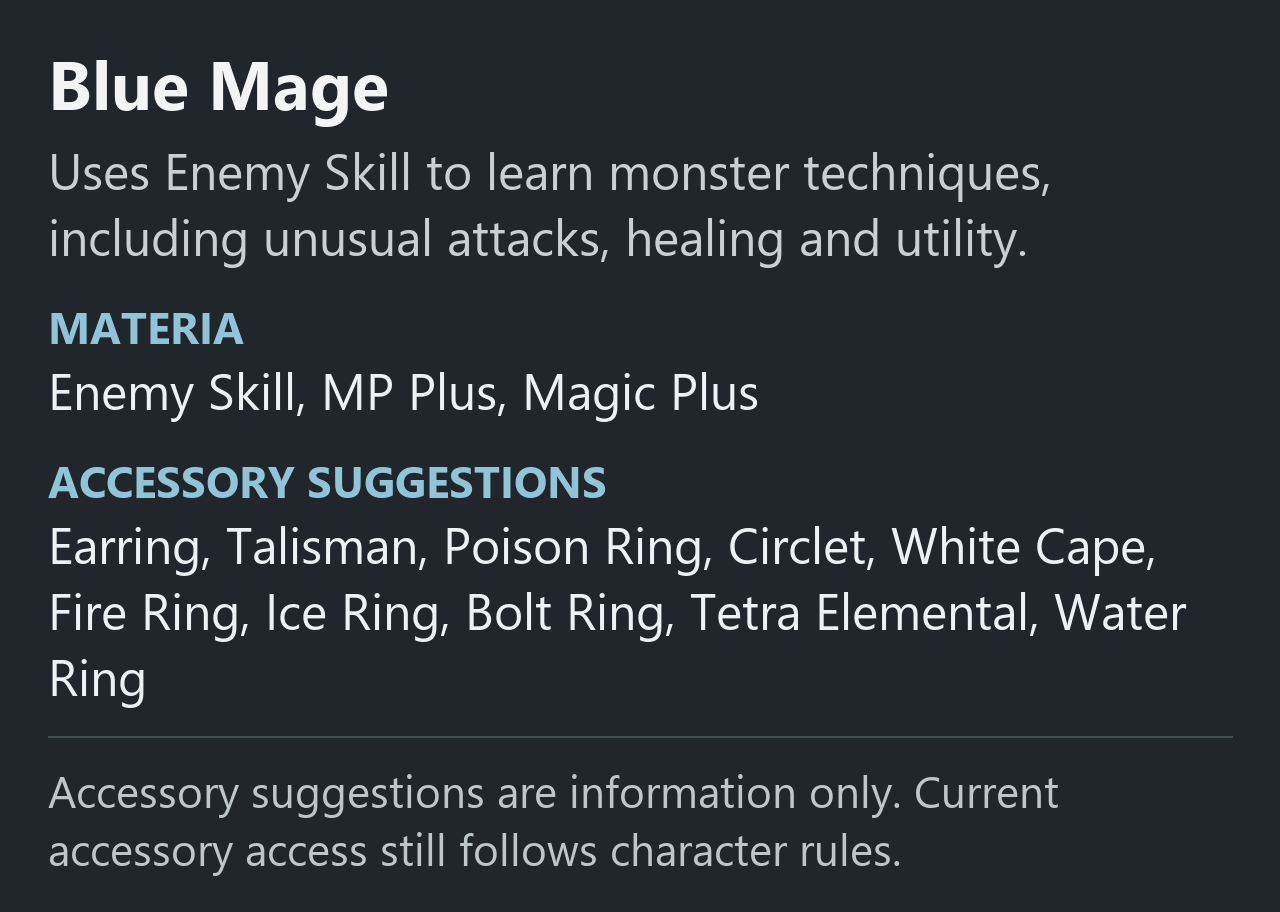 Blue Mage
Uses Enemy Skill to learn monster techniques,
including unusual attacks, healing and utility.
MATERIA
Enemy Skill, MP Plus, Magic Plus
ACCESSORY SUGGESTIONS
Earring, Talisman, Poison Ring, Circlet, White Cape,
Fire Ring, Ice Ring, Bolt Ring, Tetra Elemental, Water
Ring
Accessory suggestions are information only. Current
accessory access still follows character rules.